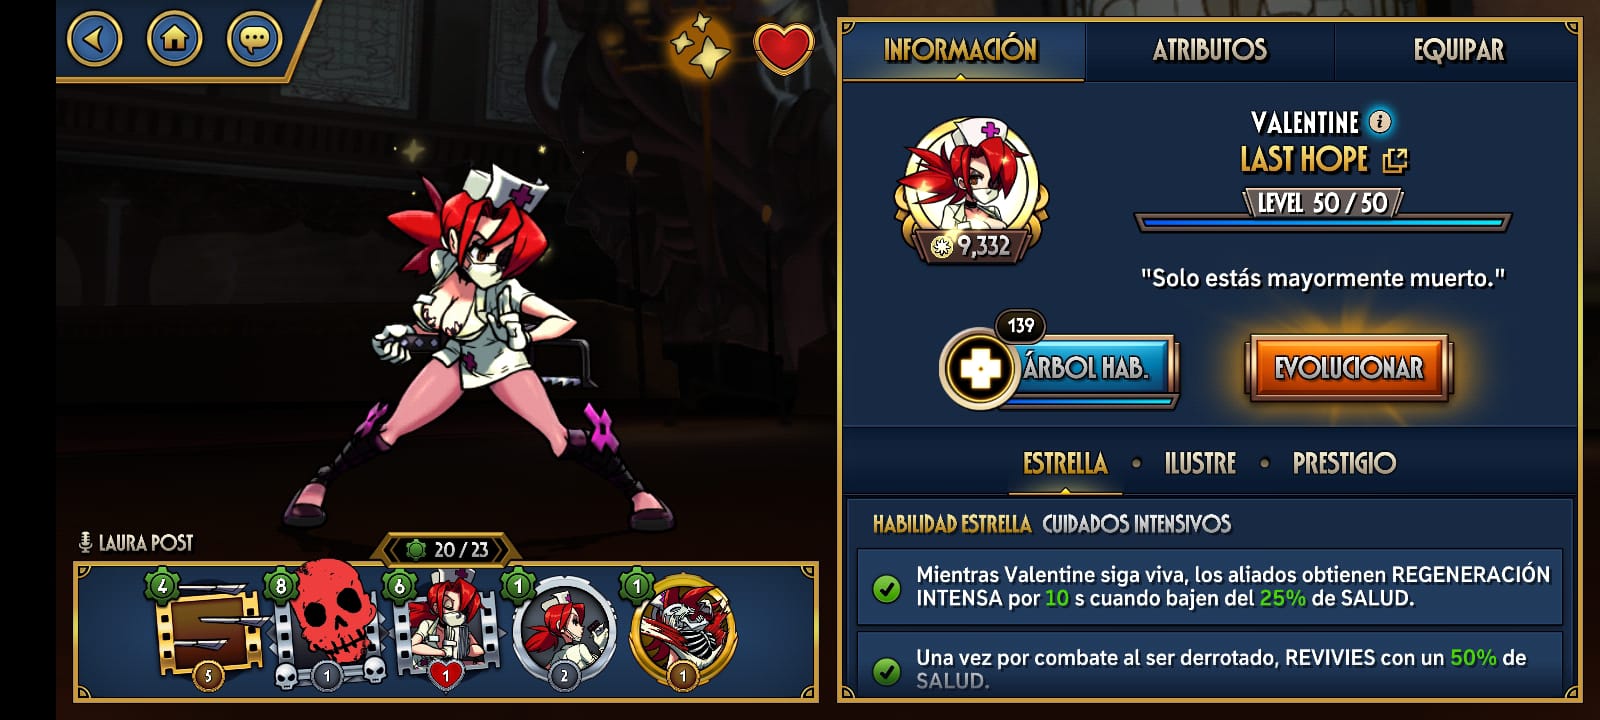 INFORMACIÓN
ATRIBUTOS
EQUIPAR
VALENTINE
LAST HOPE
LEVEL 50 / 50
9,332
"Solo estás mayormente muerto."
139
ÁRBOL HAB.
EVOLUCIONAR
ESTRELLA • ILUSTRE • PRESTIGIO
HABILIDAD ESTRELLA CUIDADOS INTENSIVOS
Mientras Valentine siga viva, los aliados obtienen REGENERACIÓN
INTENSA por 10 s cuando bajen del 25% de SALUD.
Una vez por combate al ser derrotado, REVIVIES con un 50% de
SALUD.
LAURA POST
20 / 23
4
8
6
1
1
5
1
1
2
1